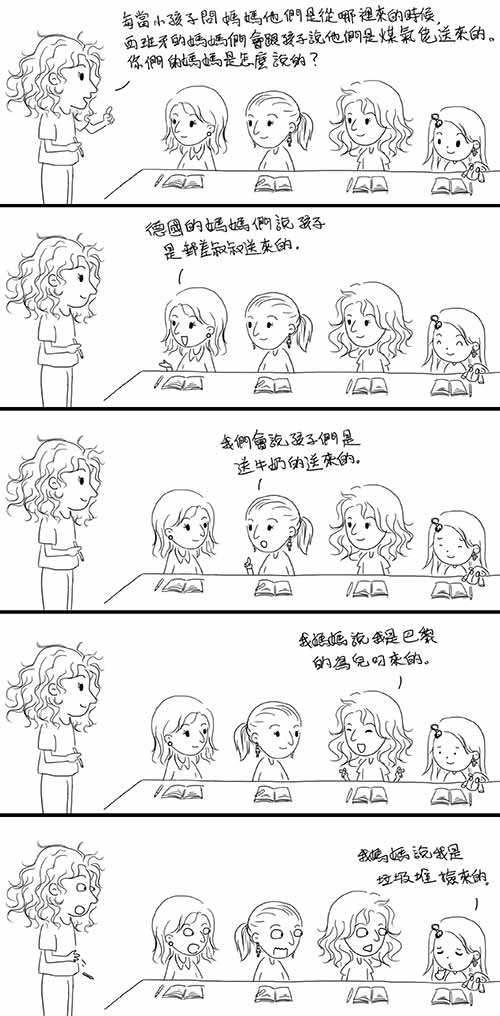 每當小孩子問媽媽他們是從哪裡來的時候,
西班牙的媽媽們會跟孩子說他們是煤氣佬送來的。
你們的媽媽是怎麼說的？
德國的媽媽們說孩子
是郵差叔叔送來的.
我們會說孩子們是
送牛奶的送來的.
我媽媽說我是巴黎
的鳥兒叼來的。
我媽媽說我是
垃圾堆撿來的.